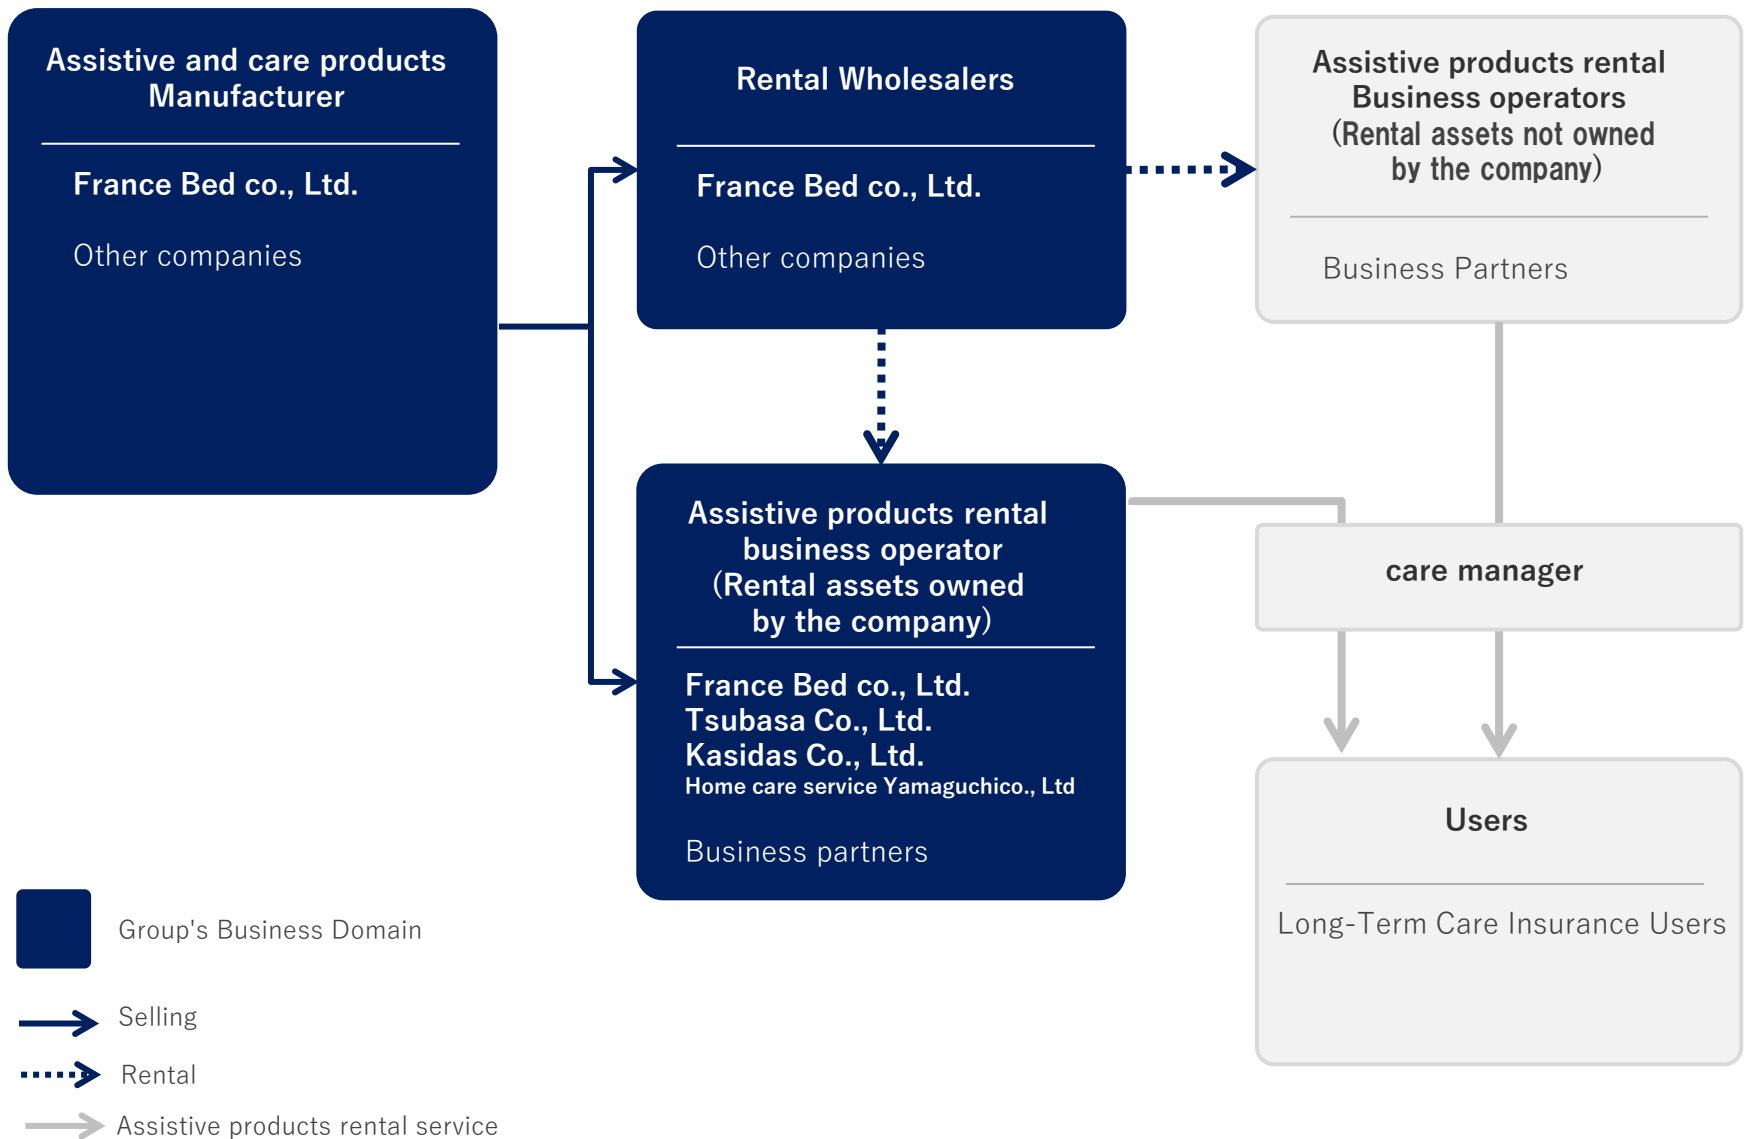 Assistive and care products
Manufacturer
France Bed co., Ltd.
Other companies
Rental Wholesalers
France Bed co., Ltd.
Other companies
Assistive products rental
Business operators
(Rental assets not owned
by the company)
Business Partners
Assistive products rental
business operator
(Rental assets owned
by the company)
France Bed co., Ltd.
Tsubasa Co., Ltd.
Kasidas Co., Ltd.
Home care service Yamaguchico., Ltd
Business partners
care manager
Users
Long-Term Care Insurance Users
Group's Business Domain
Selling
Rental
Assistive products rental service